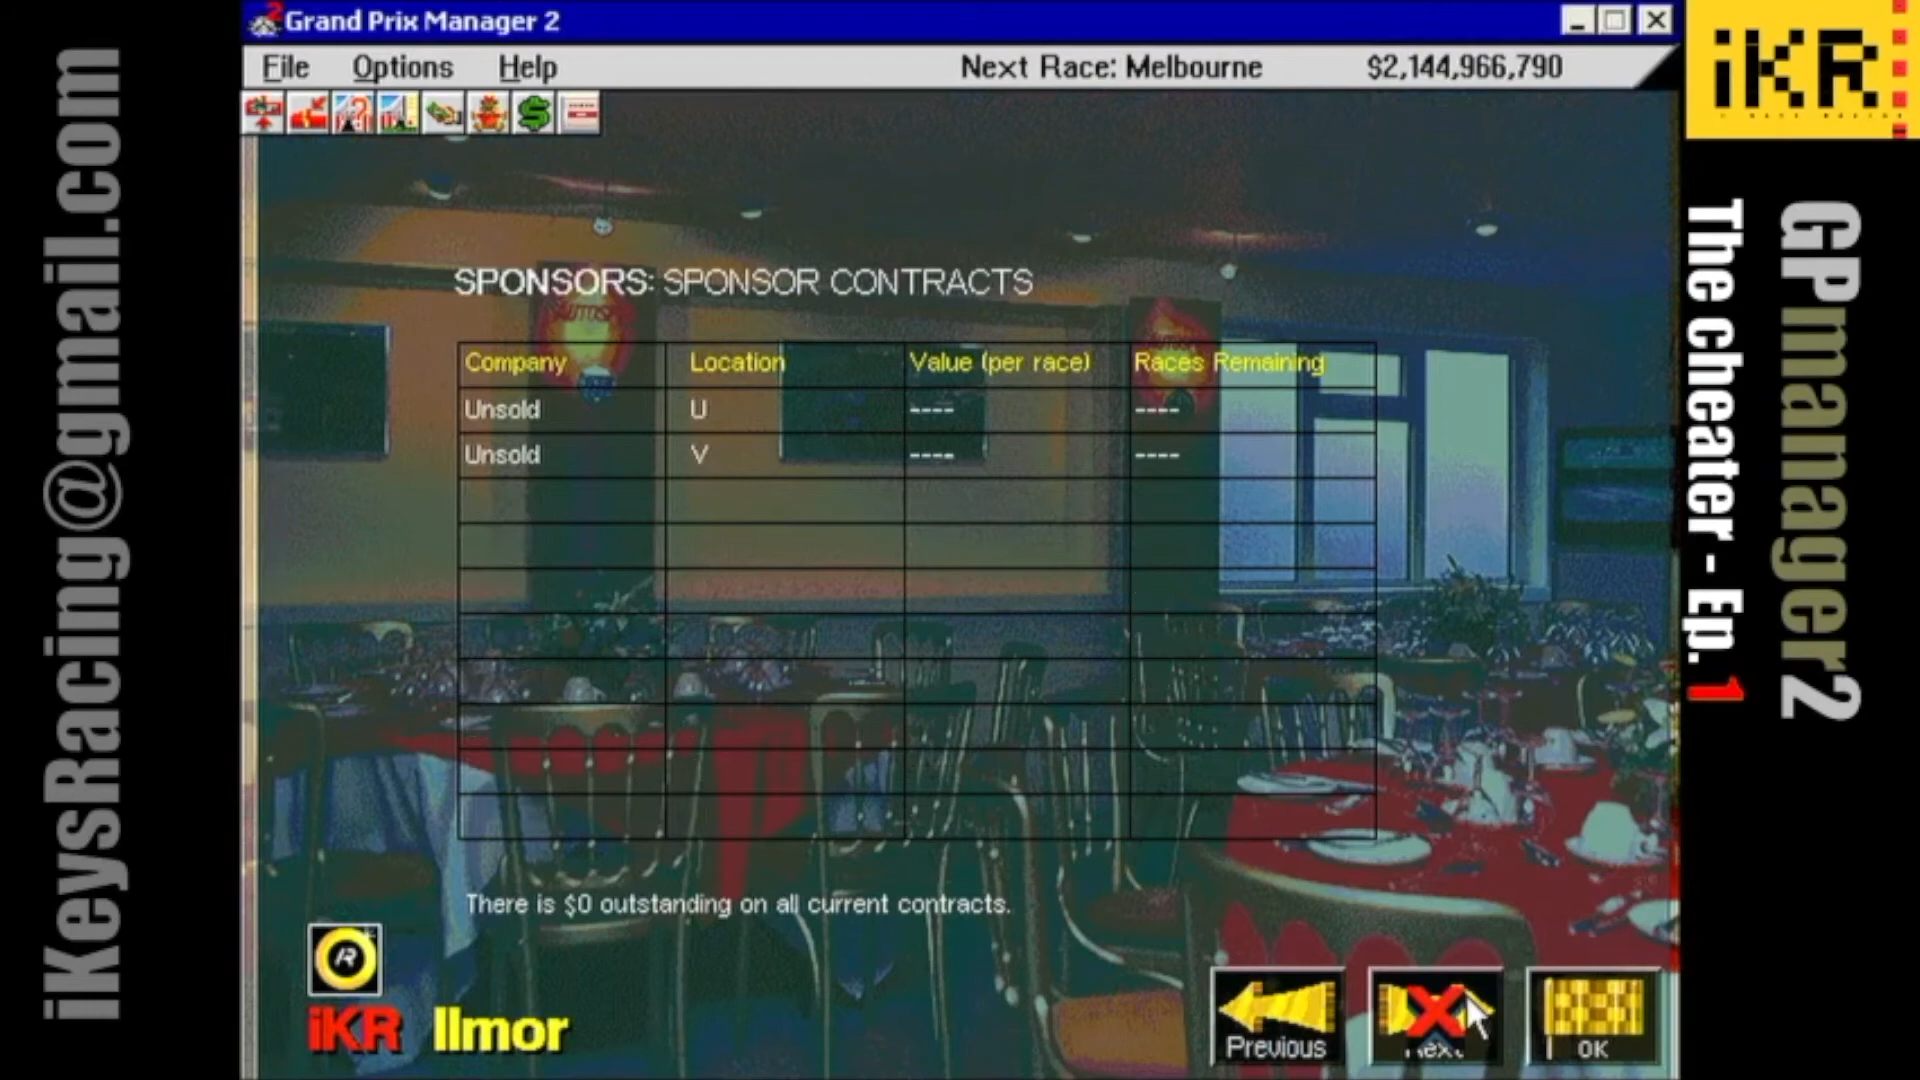 iKeysRacing@gmail.com
Grand Prix Manager 2
File Options Help Next Race: Melbourne $2,144,966,790
SPONSORS: SPONSOR CONTRACTS
Company Location Value (per race) Races Remaining
Unsold U ---- ----
Unsold V ---- ----
There is $0 outstanding on all current contracts.
R
iKR Ilmor
Previous Next OK
iKR
GPmanager2
The cheater - Ep. 1